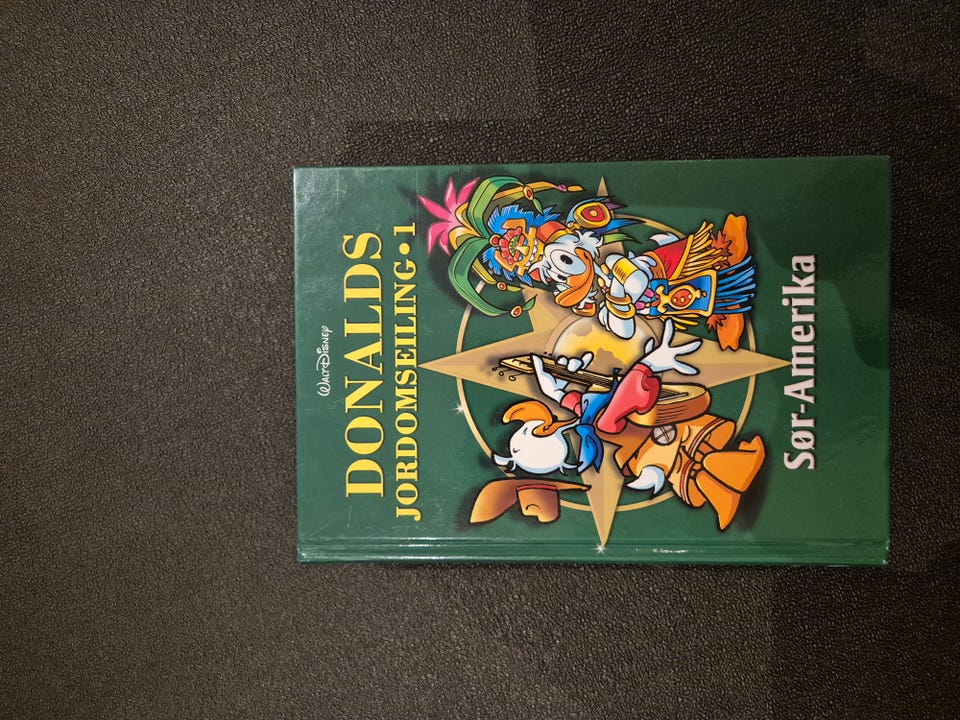 WALT DISNEY
DONALDS
JORDOMSEILING • 1
Sør-Amerika